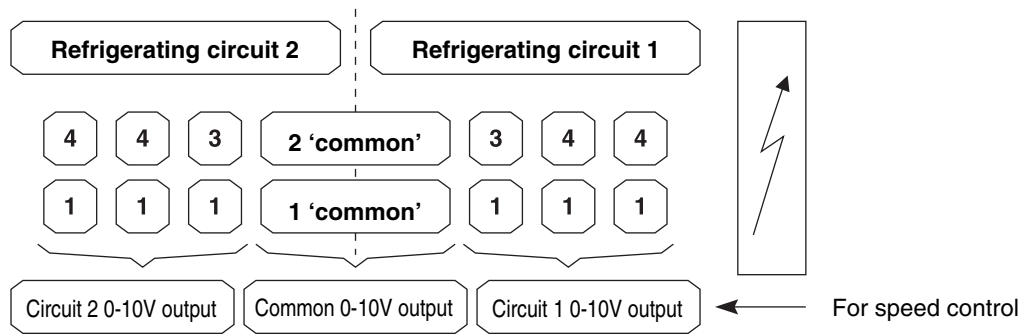 Refrigerating circuit 2 Refrigerating circuit 1
4 4 3 2 ‘common’ 3 4 4
1 1 1 1 ‘common’ 1 1 1
Circuit 2 0-10V output Common 0-10V output Circuit 1 0-10V output For speed control